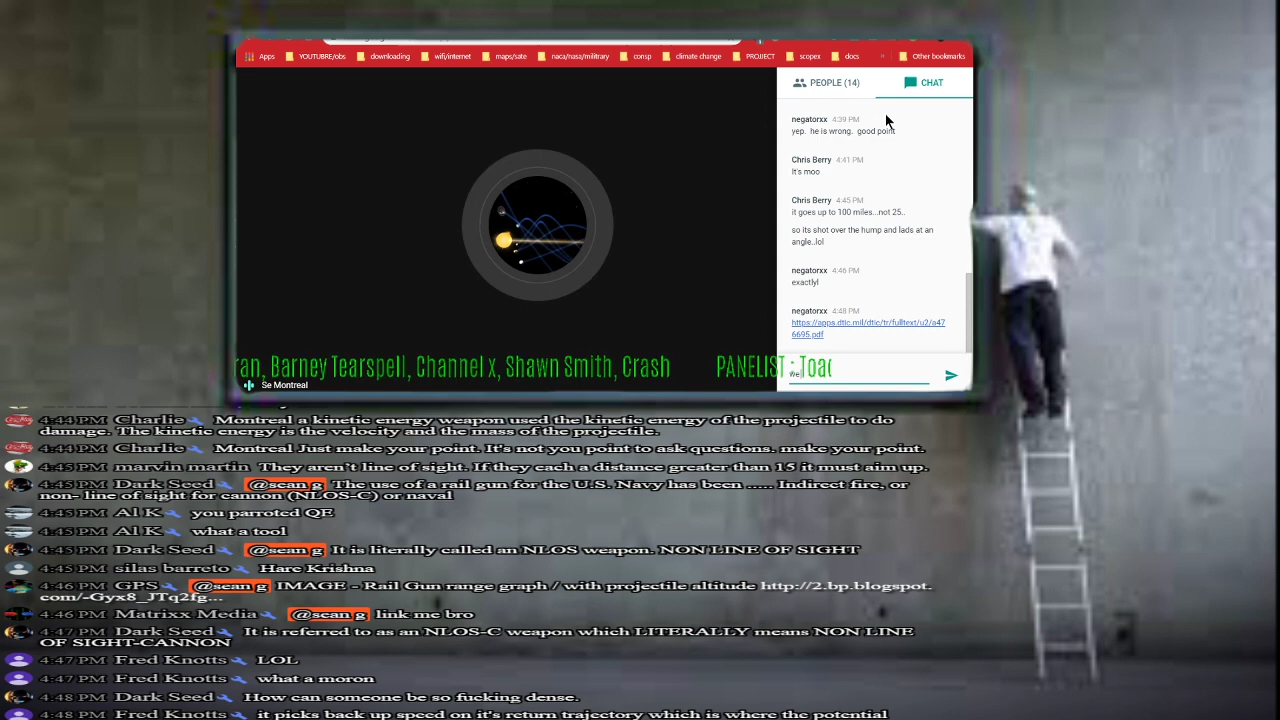 Apps YOUTUBRE/obs downloading wifi/internet maps/sate naca/nasa/militrary consp climate change PROJECT scopex docs Other bookmarks
PEOPLE (14) CHAT
negatorxx 4:39 PM
yep. he is wrong. good point
Chris Berry 4:41 PM
It's moo
Chris Berry 4:45 PM
it goes up to 100 miles...not 25..
so its shot over the hump and lads at an
angle..lol
negatorxx 4:46 PM
exactlyl
negatorxx 4:48 PM
https://apps.dtic.mil/dtic/tr/fulltext/u2/a47
6695.pdf
ran, Barney Tearspell, Channel x, Shawn Smith, Crash PANELIST : Toad
we
Se Montreal
4:44 PM Charlie Montreal a kinetic energy weapon used the kinetic energy of the projectile to do
damage. The kinetic energy is the velocity and the mass of the projectile.
4:44 PM Charlie Montreal Just make your point. It's not you point to ask questions. make your point.
4:45 PM marvin martin They aren't line of sight. If they each a distance greater than 15 it must aim up.
4:45 PM Dark Seed @sean g The use of a rail gun for the U.S. Navy has been ..... Indirect fire, or
non- line of sight for cannon (NLOS-C) or naval
4:45 PM Al K you parroted QE
4:45 PM Al K what a tool
4:45 PM Dark Seed @sean g It is literally called an NLOS weapon. NON LINE OF SIGHT
4:45 PM silas barreto Hare Krishna
4:46 PM GPS @sean g IMAGE - Rail Gun range graph / with projectile altitude http://2.bp.blogspot.
com/-Gyx8_JTq2fg...
4:46 PM Matrixx Media @sean g link me bro
4:47 PM Dark Seed It is referred to as an NLOS-C weapon which LITERALLY means NON LINE
OF SIGHT-CANNON
4:47 PM Fred Knotts LOL
4:47 PM Fred Knotts what a moron
4:48 PM Dark Seed How can someone be so fucking dense.
4:48 PM Fred Knotts it picks back up speed on it's return trajectory which is where the potential